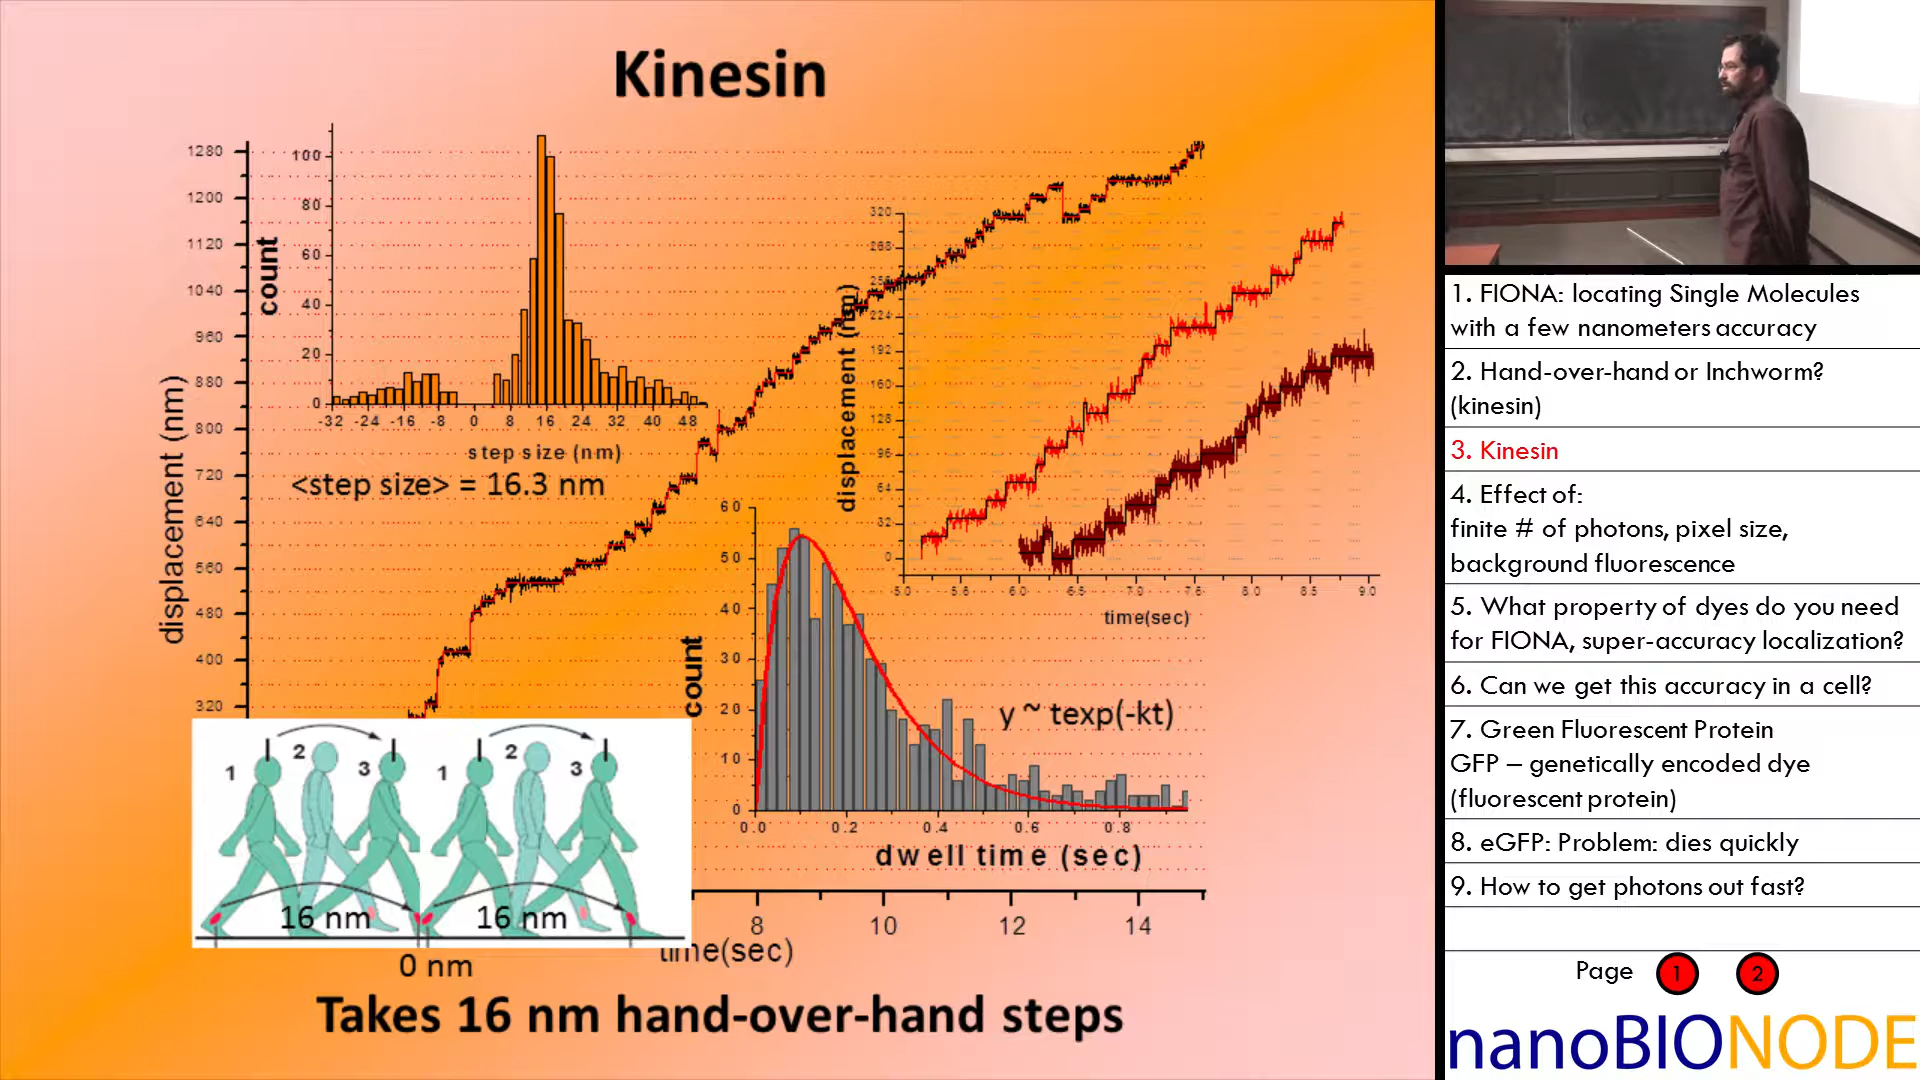 Kinesin
1280
1200
1120
1040
960
880
800
720
640
560
480
400
320
displacement (nm)
count
100
80
60
40
20
0
-32 -24 -16 -8 0 8 16 24 32 40 48
step size (nm)
<step size> = 16.3 nm
displacement (nm)
320
288
256
224
192
160
128
96
64
32
0
5.0 5.5 6.0 6.5 7.0 7.5 8.0 8.5 9.0
time(sec)
count
60
50
40
30
20
10
0
0.0 0.2 0.4 0.6 0.8
y ~ texp(-kt)
dwell time (sec)
8 10 12 14
time(sec)
1 2 3 1 2 3
16 nm 16 nm
0 nm
Takes 16 nm hand-over-hand steps
1. FIONA: locating Single Molecules
with a few nanometers accuracy
2. Hand-over-hand or Inchworm?
(kinesin)
3. Kinesin
4. Effect of:
finite # of photons, pixel size,
background fluorescence
5. What property of dyes do you need
for FIONA, super-accuracy localization?
6. Can we get this accuracy in a cell?
7. Green Fluorescent Protein
GFP – genetically encoded dye
(fluorescent protein)
8. eGFP: Problem: dies quickly
9. How to get photons out fast?
Page 1 2
nanoBIONODE